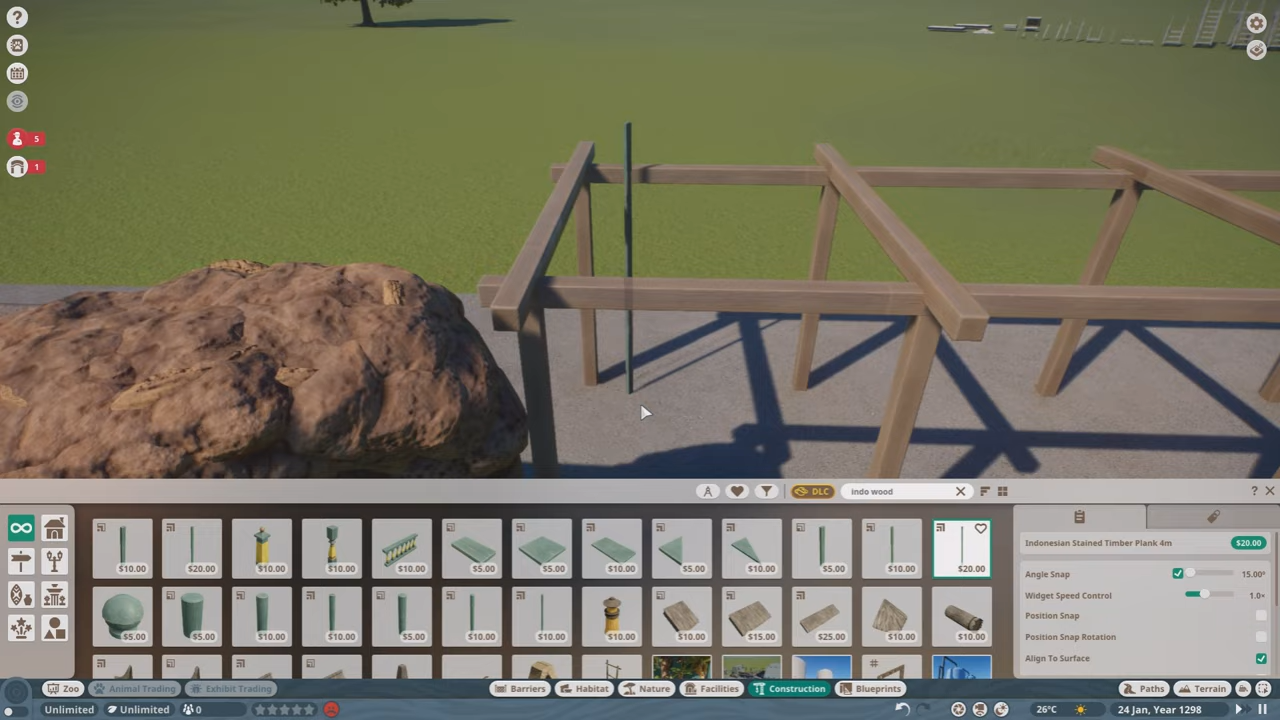 ?
5
1
DLC
indo wood
?
$10.00 $20.00 $10.00 $10.00 $10.00 $5.00 $5.00 $10.00 $5.00 $10.00 $5.00 $10.00 $20.00
$5.00 $5.00 $10.00 $10.00 $5.00 $10.00 $10.00 $10.00 $10.00 $15.00 $25.00 $10.00 $10.00
Indonesian Stained Timber Plank 4m $20.00
Angle Snap 15.00°
Widget Speed Control 1.0×
Position Snap
Position Snap Rotation
Align To Surface
Zoo Animal Trading Exhibit Trading Barriers Habitat Nature Facilities Construction Blueprints Paths Terrain
Unlimited Unlimited 0 26°C 24 Jan, Year 1298